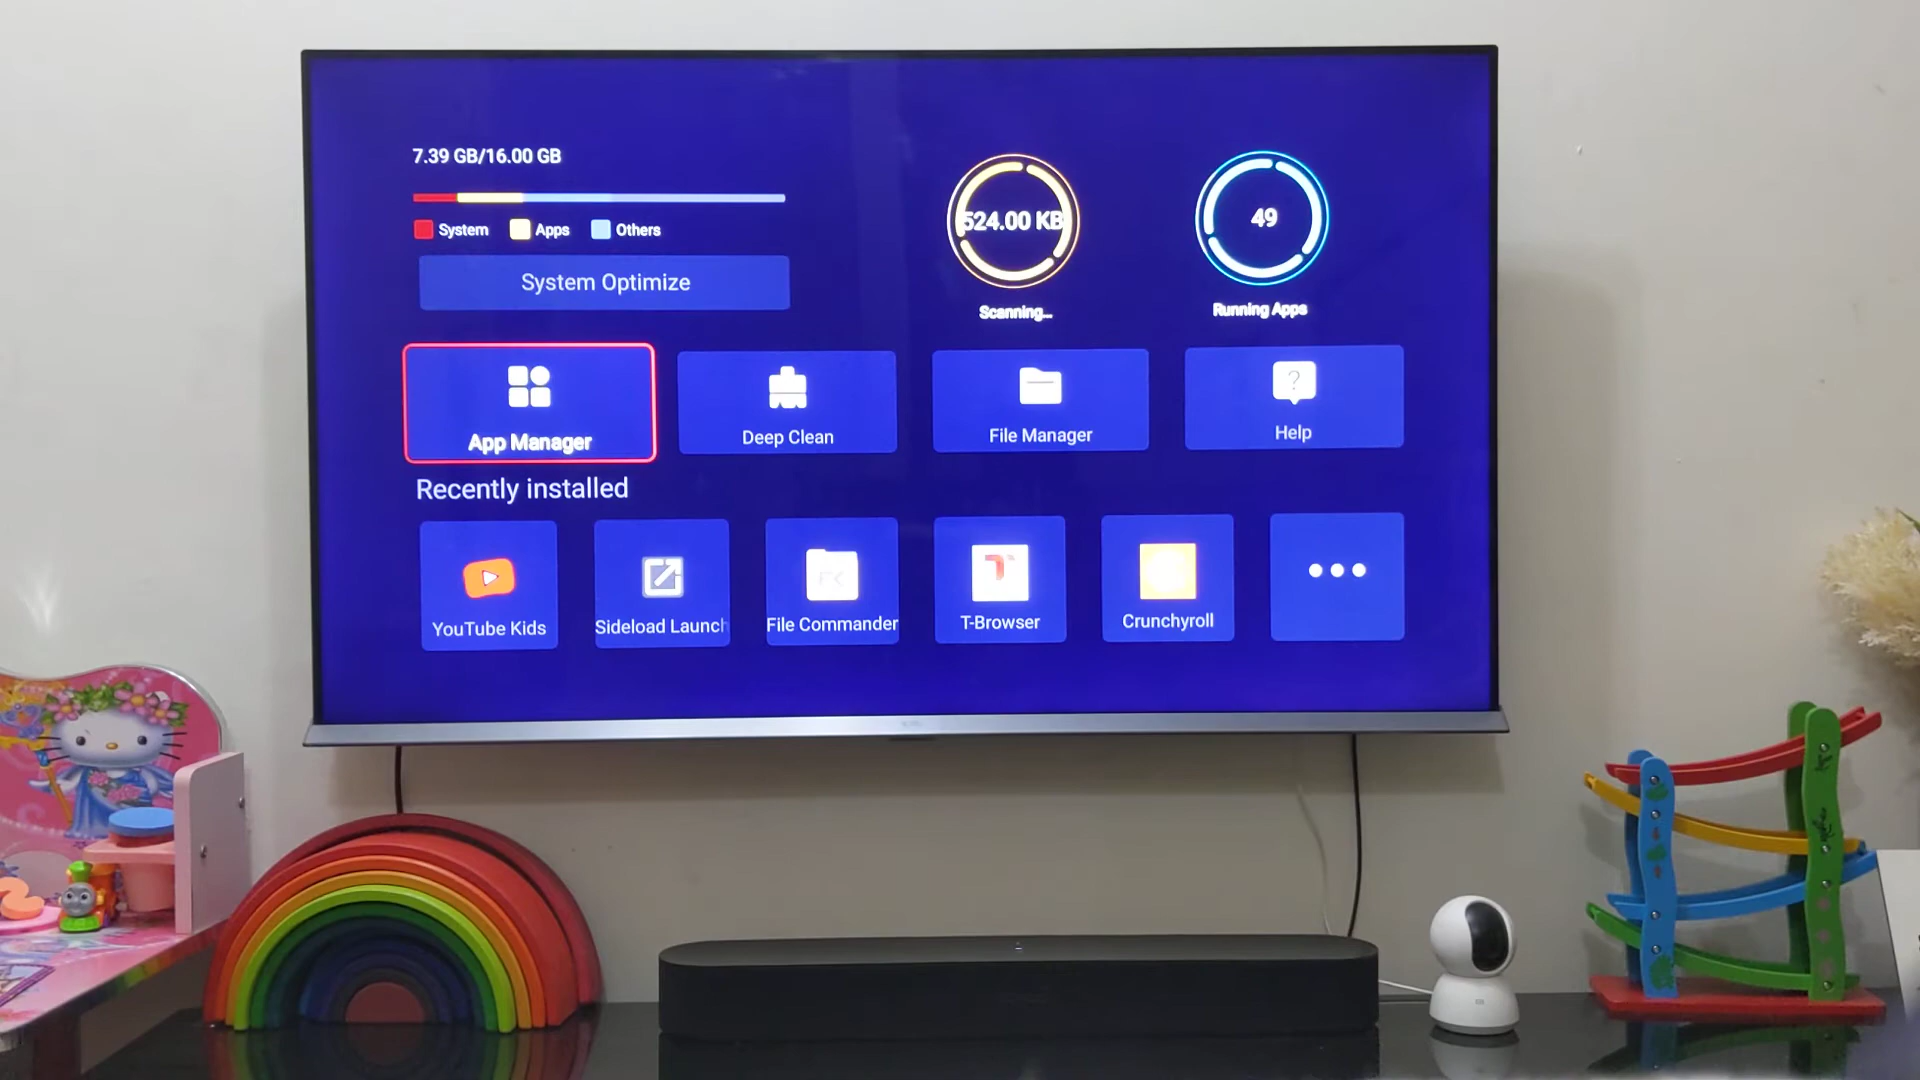 7.39 GB/16.00 GB
System Apps Others
System Optimize
524.00 KB
Scanning...
49
Running Apps
App Manager
Deep Clean
File Manager
Help
Recently installed
YouTube Kids
Sideload Launch
File Commander
T-Browser
Crunchyroll